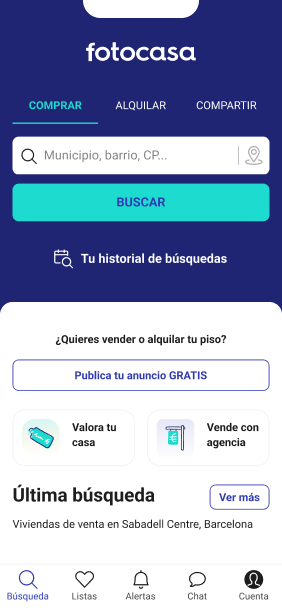 fotocasa
COMPRAR ALQUILAR COMPARTIR
Municipio, barrio, CP...
BUSCAR
Tu historial de búsquedas
¿Quieres vender o alquilar tu piso?
Publica tu anuncio GRATIS
Valora tu
casa
Vende con
agencia
Última búsqueda
Ver más
Viviendas de venta en Sabadell Centre, Barcelona
Búsqueda Listas Alertas Chat Cuenta